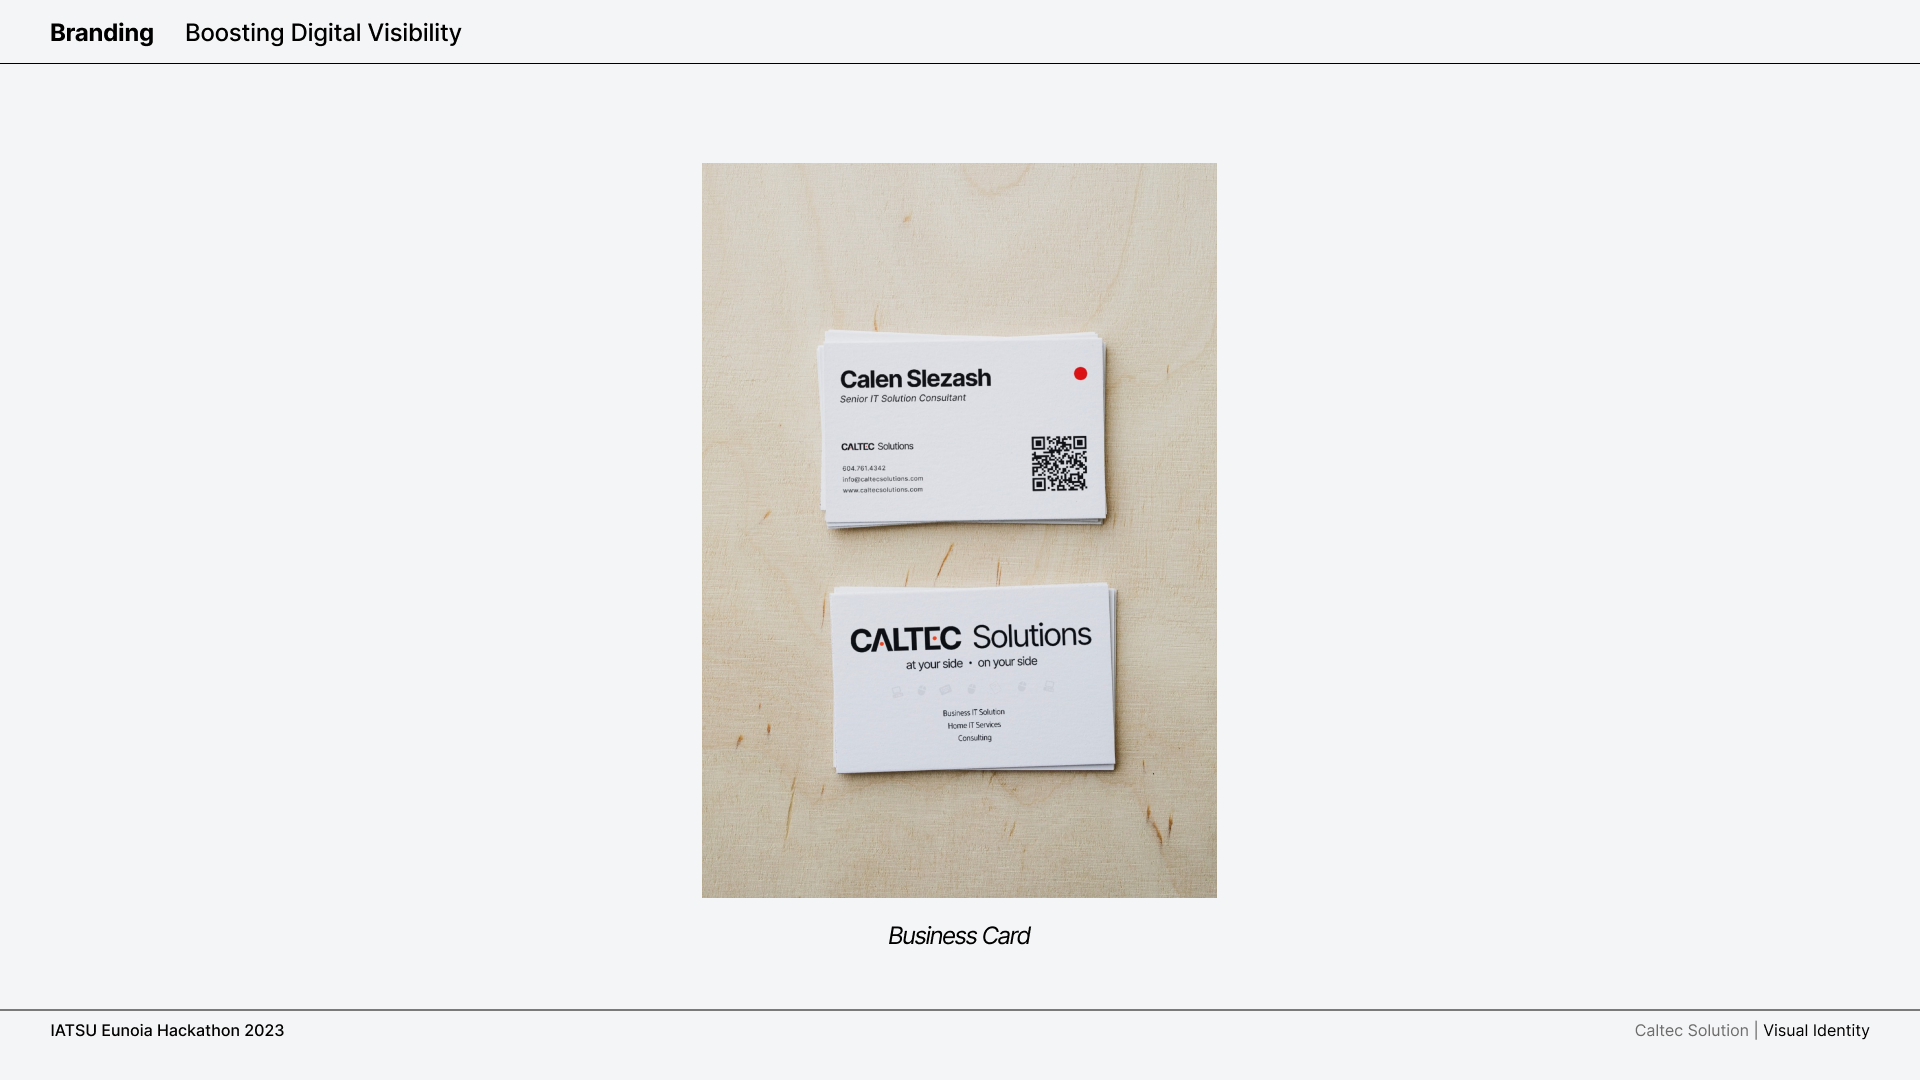 Branding Boosting Digital Visibility
Calen Slezash
Senior IT Solution Consultant
CALTEC Solutions
604.761.4342
info@caltecsolutions.com
www.caltecsolutions.com
CALTEC Solutions
at your side • on your side
Business IT Solution
Home IT Services
Consulting
Business Card
IATSU Eunoia Hackathon 2023
Caltec Solution | Visual Identity